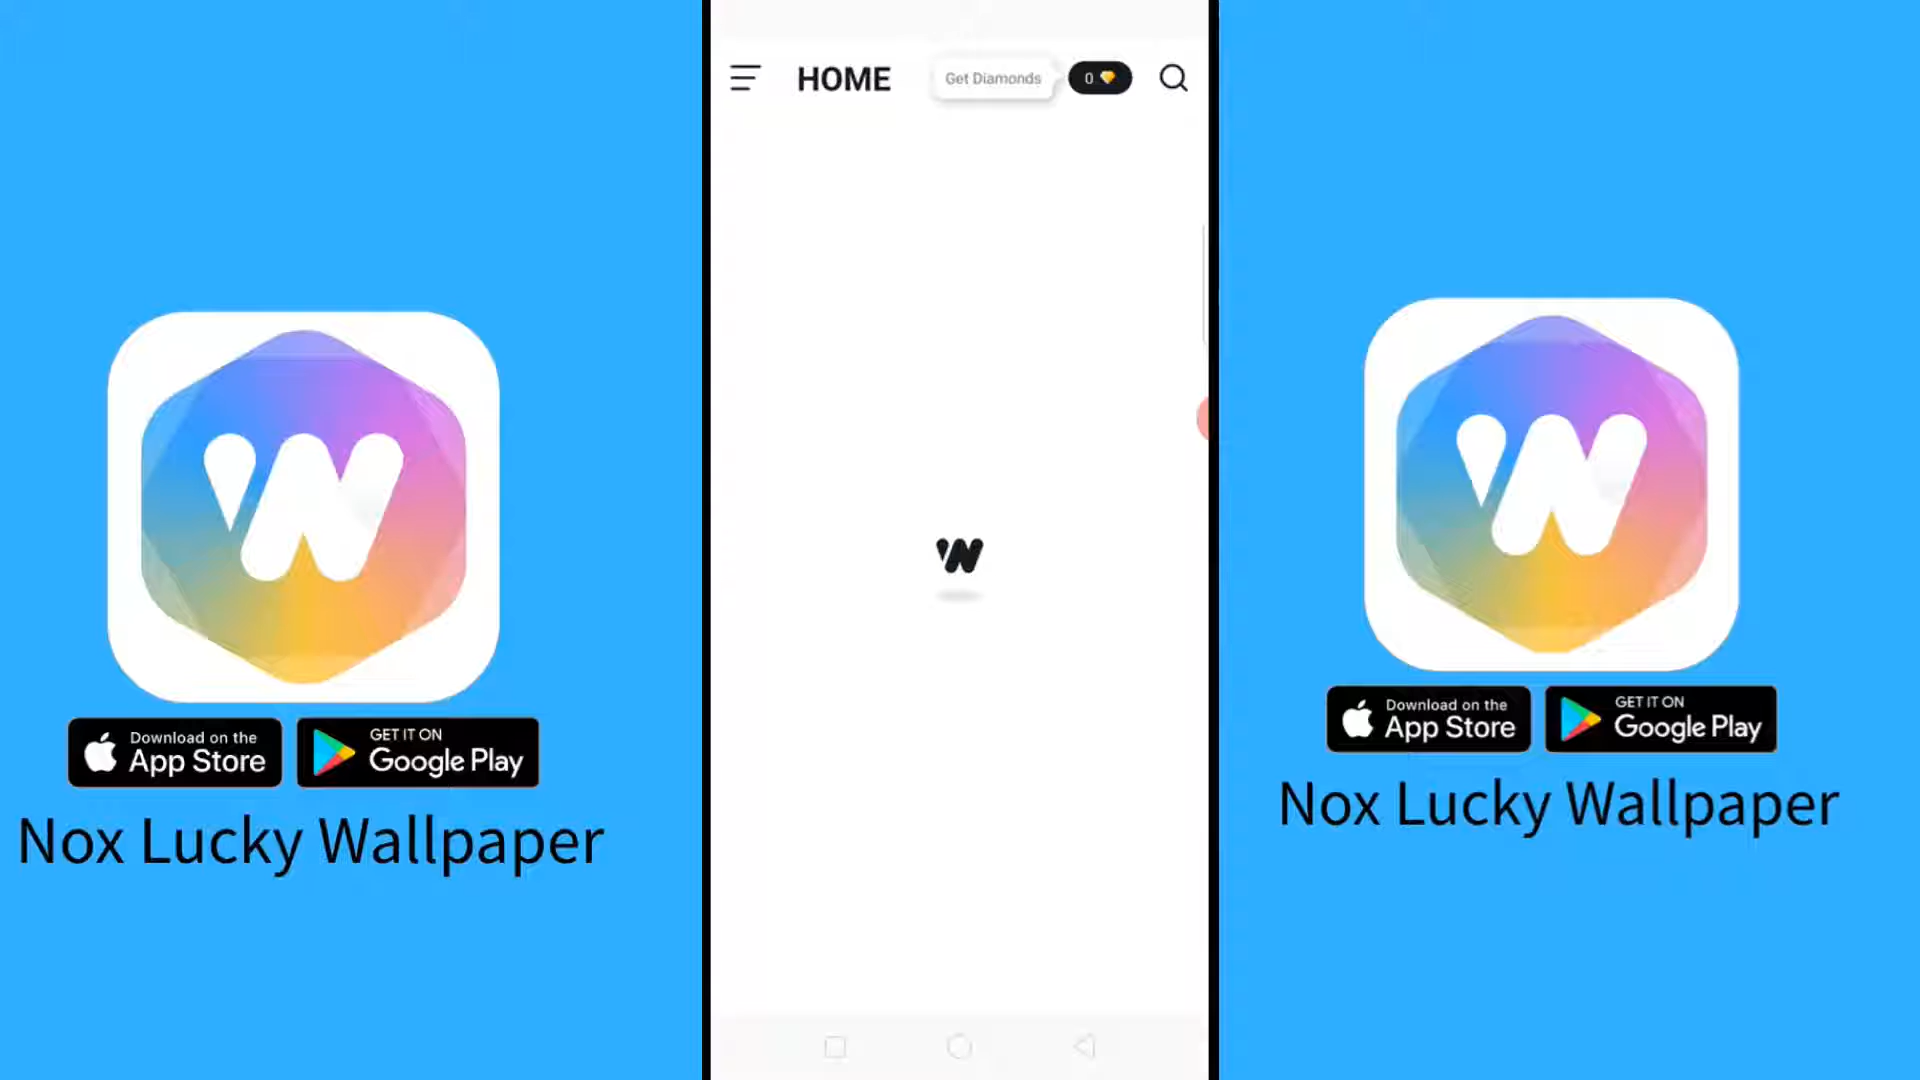 HOME
Get Diamonds
0
W
Download on the
App Store
GET IT ON
Google Play
Nox Lucky Wallpaper
W
W
Download on the
App Store
GET IT ON
Google Play
Nox Lucky Wallpaper